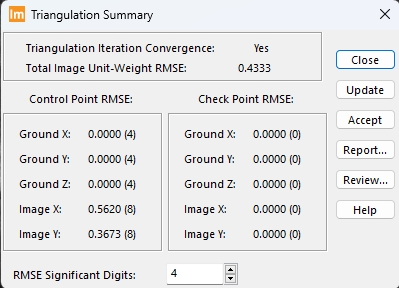 Im Triangulation Summary
Triangulation Iteration Convergence: Yes
Total Image Unit-Weight RMSE: 0.4333
Close
Update
Accept
Report...
Review...
Help
Control Point RMSE:
Ground X: 0.0000 (4)
Ground Y: 0.0000 (4)
Ground Z: 0.0000 (4)
Image X: 0.5620 (8)
Image Y: 0.3673 (8)
Check Point RMSE:
Ground X: 0.0000 (0)
Ground Y: 0.0000 (0)
Ground Z: 0.0000 (0)
Image X: 0.0000 (0)
Image Y: 0.0000 (0)
RMSE Significant Digits: 4